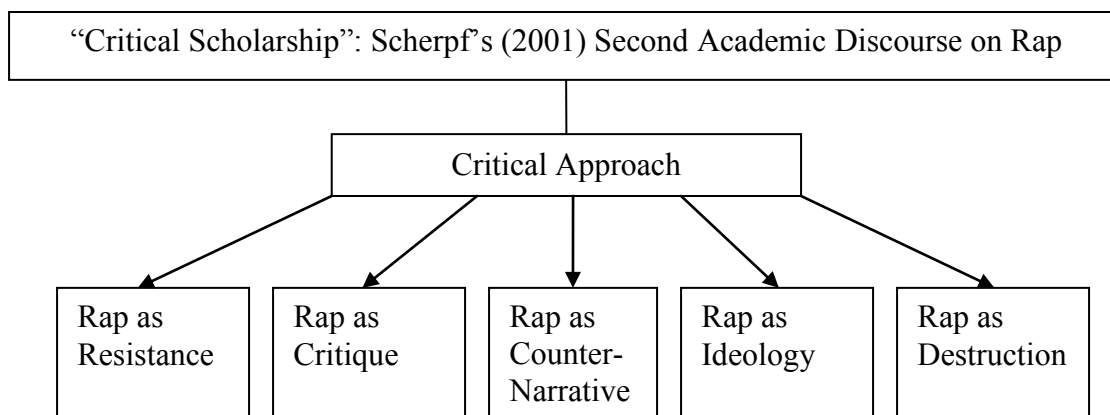 “Critical Scholarship”: Scherpf’s (2001) Second Academic Discourse on Rap
Critical Approach
Rap as
Resistance
Rap as
Critique
Rap as
Counter-
Narrative
Rap as
Ideology
Rap as
Destruction